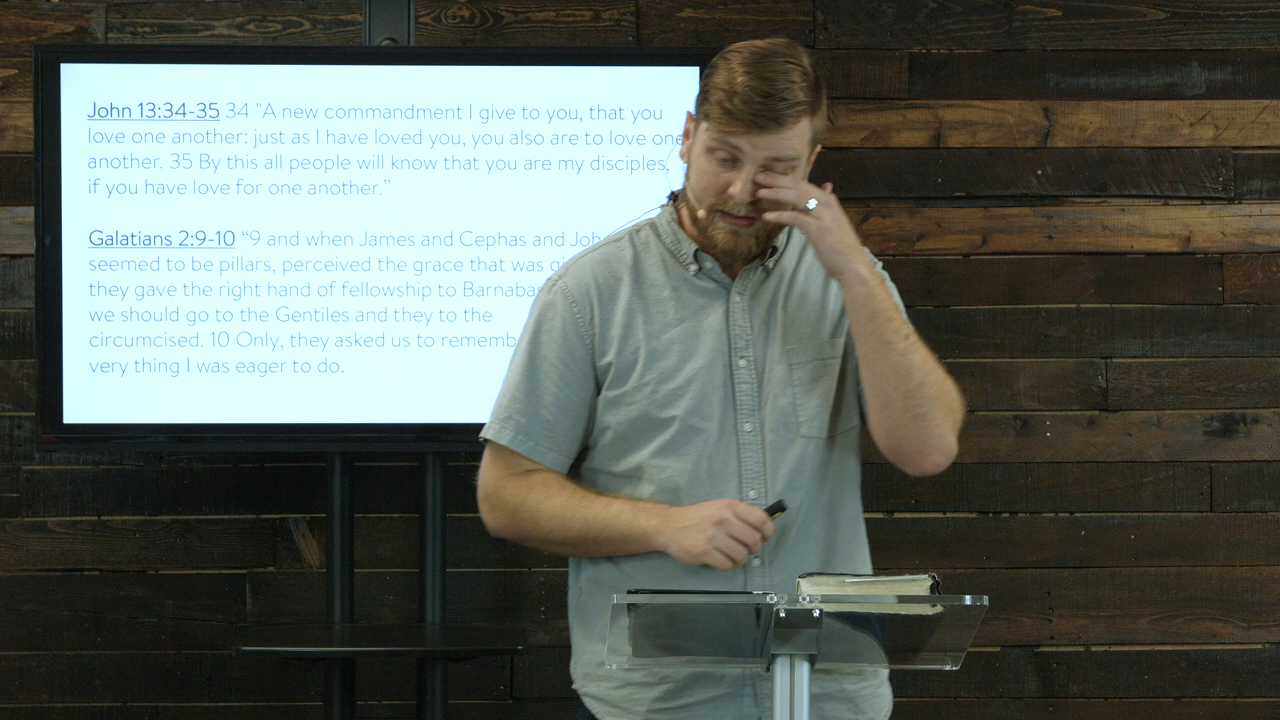 John 13:34-35 34 "A new commandment I give to you, that you
love one another: just as I have loved you, you also are to love one
another. 35 By this all people will know that you are my disciples,
if you have love for one another."
Galatians 2:9-10 "9 and when James and Cephas and
seemed to be pillars, perceived the grace that was
they gave the right hand of fellowship to
we should go to the Gentiles and they to the
circumcised. 10 Only, they asked us to
very thing I was eager to do.